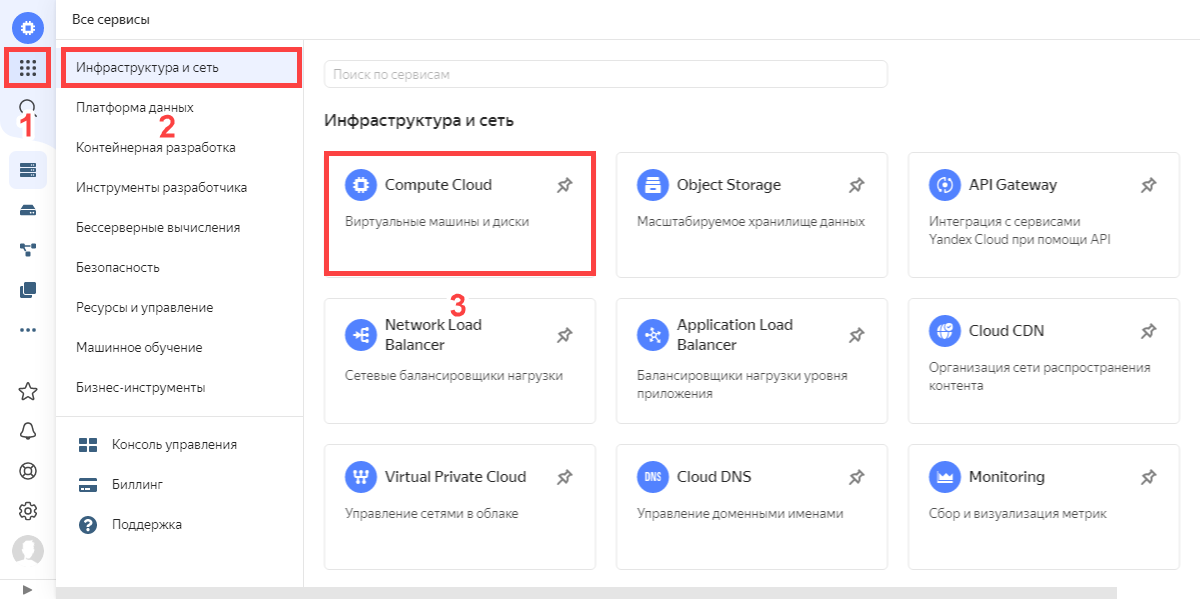 Все сервисы
1
Инфраструктура и сеть
Платформа данных
2
Контейнерная разработка
Инструменты разработчика
Бессерверные вычисления
Безопасность
Ресурсы и управление
Машинное обучение
Бизнес-инструменты
Консоль управления
Биллинг
Поддержка
Поиск по сервисам
Инфраструктура и сеть
Compute Cloud
Виртуальные машины и диски
Object Storage
Масштабируемое хранилище данных
API Gateway
Интеграция с сервисами
Yandex Cloud при помощи API
3
Network Load
Balancer
Сетевые балансировщики нагрузки
Application Load
Balancer
Балансировщики нагрузки уровня
приложения
Cloud CDN
Организация сети распространения
контента
Virtual Private Cloud
Управление сетями в облаке
DNS
Cloud DNS
Управление доменными именами
Monitoring
Сбор и визуализация метрик